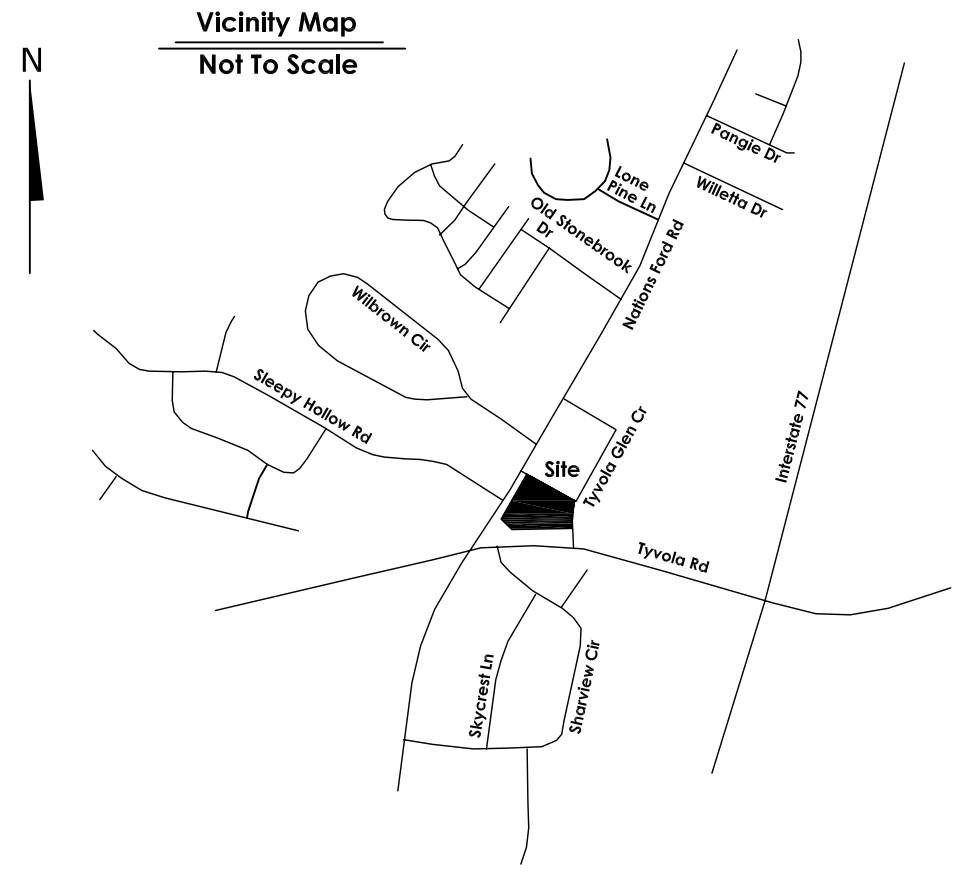 Vicinity Map
Not To Scale
N
Pangie Dr
Willetta Dr
Lone
Pine Ln
Old Stonebrook
Dr
Nations Ford Rd
Wilbrown Cir
Sleepy Hollow Rd
Interstate 77
Tyvola Glen Cr
Site
Tyvola Rd
Skycrest Ln
Sharview Cir